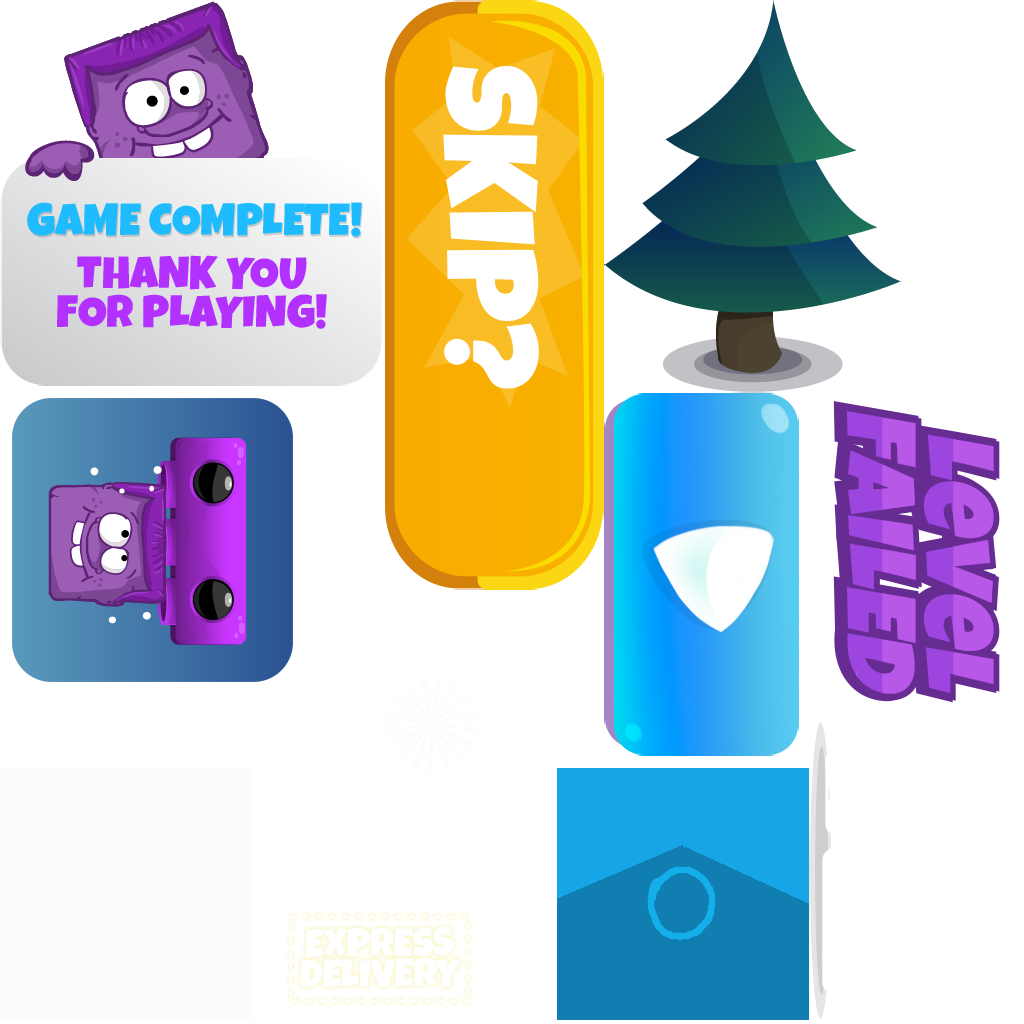 GAME COMPLETE!
THANK YOU
FOR PLAYING!
SKIP?
LEVEL
FAILED
EXPRESS
DELIVERY